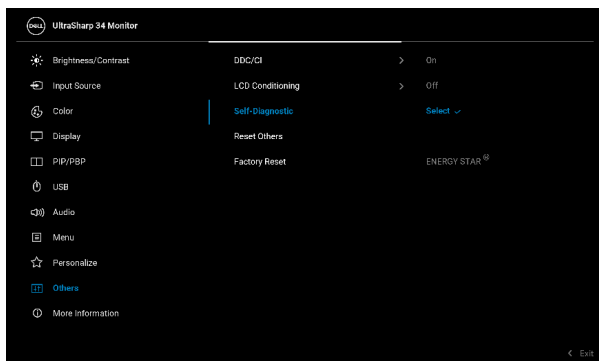 DELL UltraSharp 34 Monitor
Brightness/Contrast DDC/CI > On
Input Source LCD Conditioning > Off
Color Self-Diagnostic Select ✓
Display Reset Others
PIP/PBP Factory Reset ENERGY STAR®
USB
Audio
Menu
Personalize
Others
More Information
< Exit